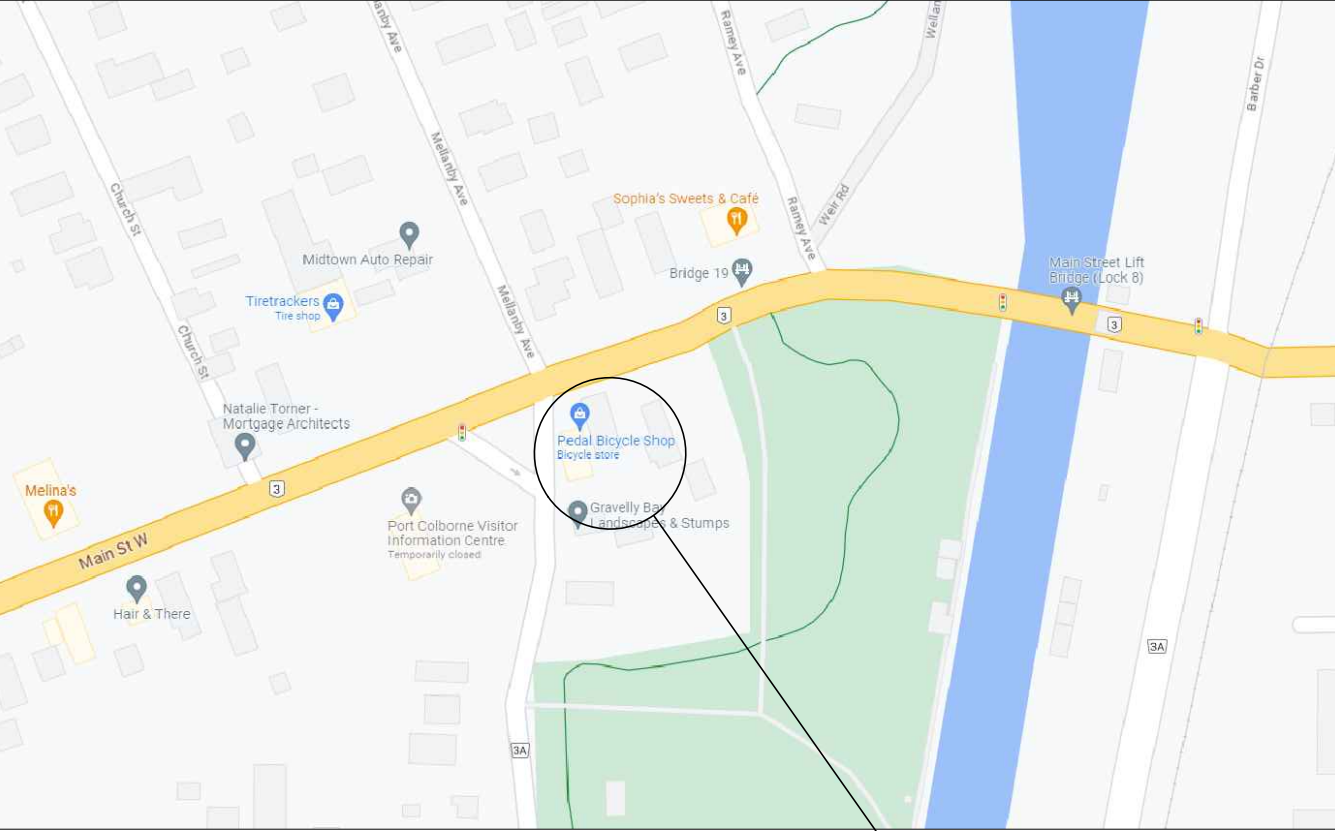 anby Ave
Ramey Ave
Wellan
Barber Dr
Mellanby Ave
Church St
Sophia's Sweets & Café
Ramey Ave
Weir Rd
Midtown Auto Repair
Bridge 19
Main Street Lift
Bridge (Lock 8)
Tiretrackers
Tire shop
Mellanby Ave
3
3
Church St
Natalie Torner -
Mortgage Architects
Pedal Bicycle Shop
Bicycle store
Melina's
3
Gravelly Bay
Landscapes & Stumps
Port Colborne Visitor
Information Centre
Temporarily closed
Main St W
Hair & There
3A
3A